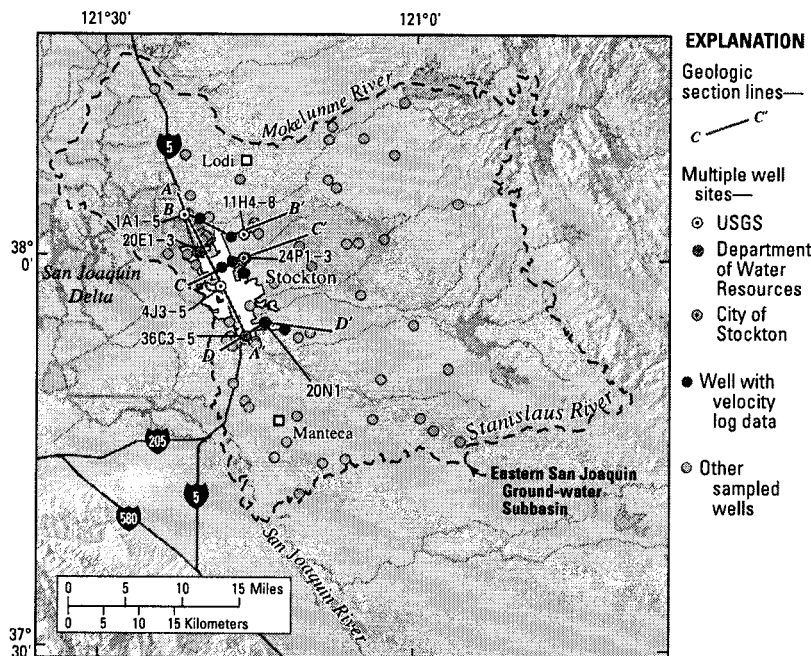 121°30'
121°0'
Mokelumne River
5
Lodi
A
B
11H4-8
B'
1A1-5
20E1-3
C'
38°
0'
24P1-3
San Joaquin
Delta
C
Stockton
4J3-5
36C3-5
D
D'
A'
20N1
Manteca
Stanislaus River
205
Eastern San Joaquin
Ground-water
Subbasin
5
580
San Joaquin River
0 5 10 15 Miles
0 5 10 15 Kilometers
37°
30'
EXPLANATION
Geologic
section lines—
C C'
Multiple well
sites—
USGS
Department
of Water
Resources
City of
Stockton
Well with
velocity
log data
Other
sampled
wells